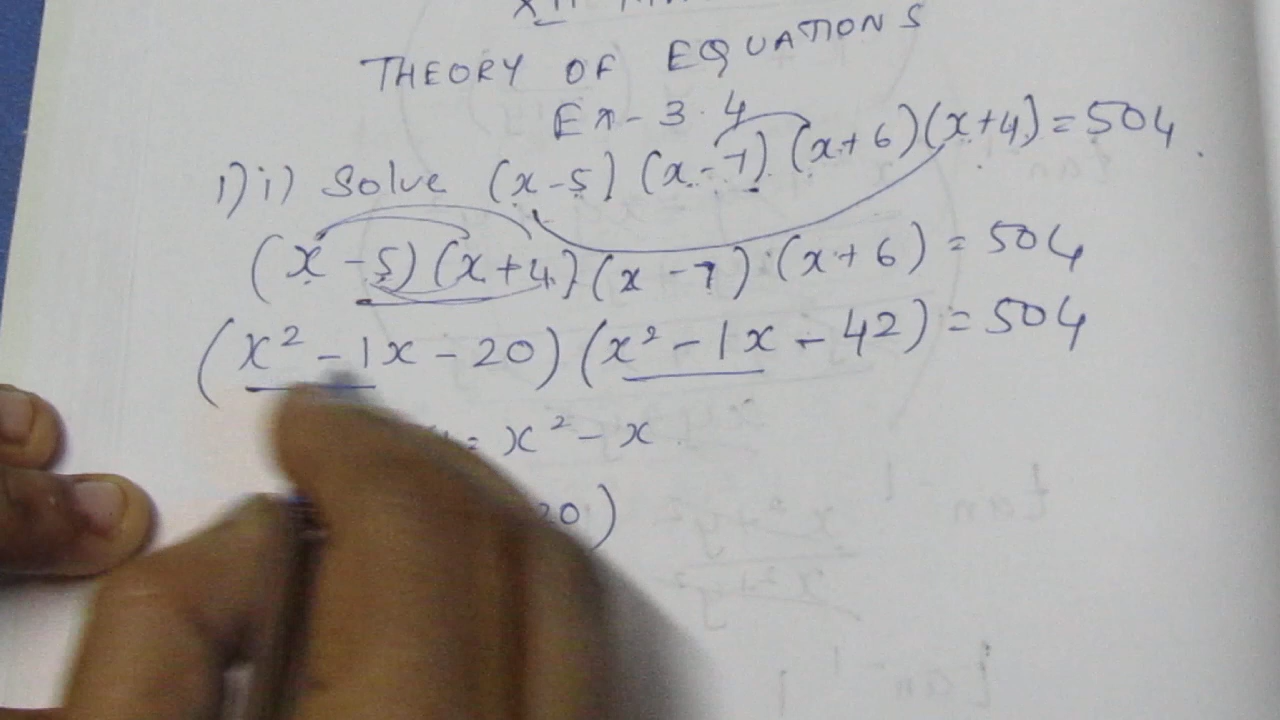 XII
THEORY OF EQUATIONS
Ex-3.4
1) i) Solve (x-5) (x-7) (x+6)(x+4) = 504
(x-5)(x+4)(x-7).(x+6) = 504
(x² - 1x - 20) (x² - 1x - 42) = 504
= x² - x
20)